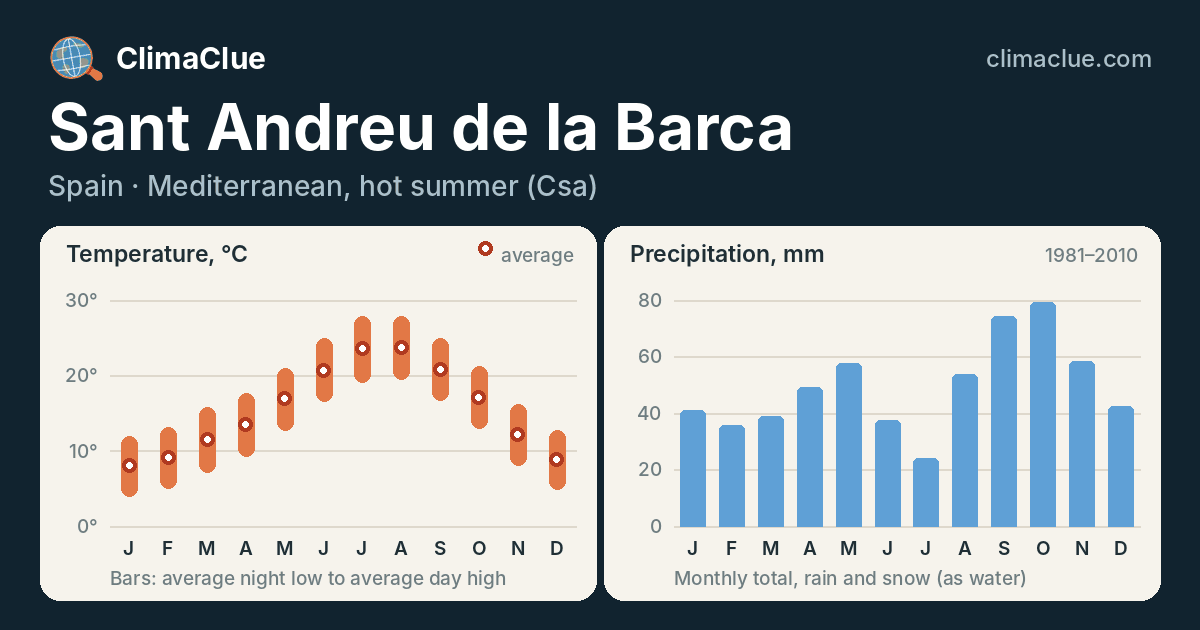 ClimaClue
climaclue.com
Sant Andreu de la Barca
Spain · Mediterranean, hot summer (Csa)
Temperature, °C
average
30°
20°
10°
0°
J F M A M J J A S O N D
Bars: average night low to average day high
Precipitation, mm
1981–2010
80
60
40
20
0
J F M A M J J A S O N D
Monthly total, rain and snow (as water)